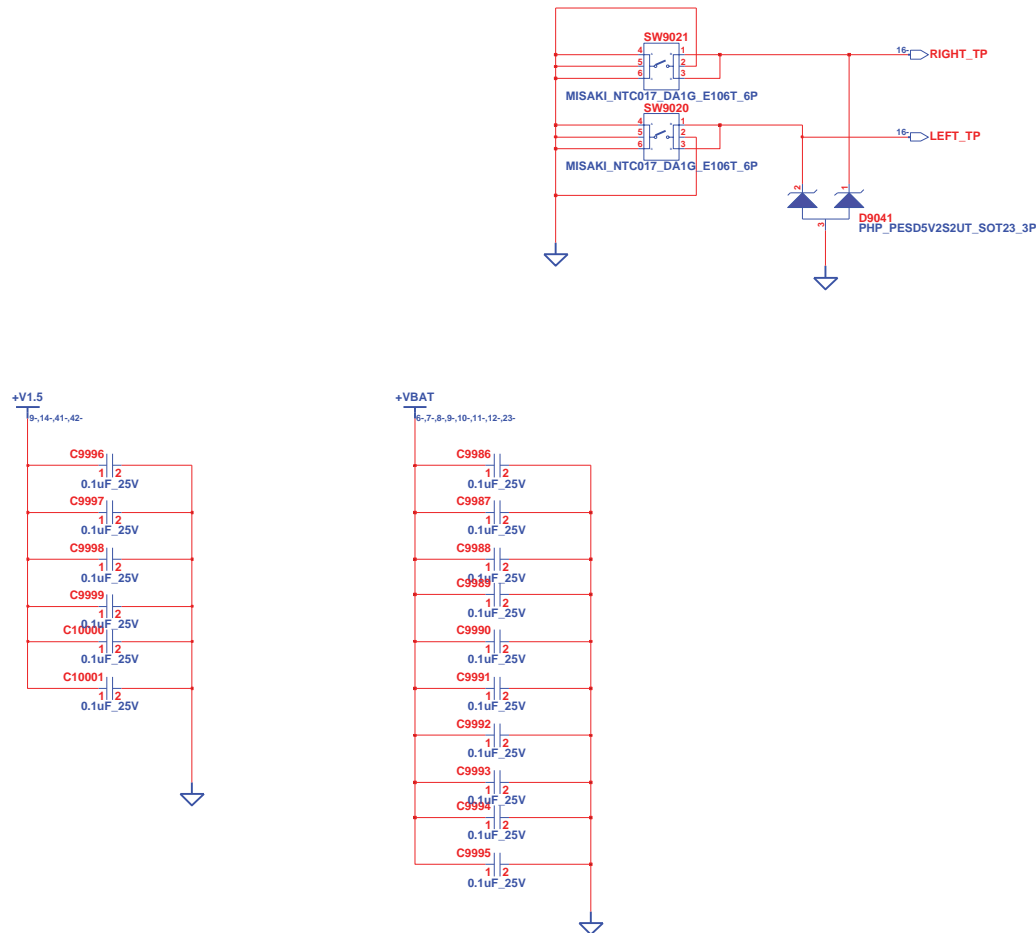 SW9021
4 1
5 2
6 3
16- RIGHT_TP
MISAKI_NTC017_DA1G_E106T_6P
SW9020
4 1
5 2
6 3
16- LEFT_TP
MISAKI_NTC017_DA1G_E106T_6P
2 1
3
D9041
PHP_PESD5V2S2UT_SOT23_3P
+V1.5
9-,14-,41-,42-
C9996
1 2
0.1uF_25V
C9997
1 2
0.1uF_25V
C9998
1 2
0.1uF_25V
C9999
1 2
0.1uF_25V
C10000
1 2
0.1uF_25V
C10001
1 2
0.1uF_25V
+VBAT
6-,7-,8-,9-,10-,11-,12-,23-
C9986
1 2
0.1uF_25V
C9987
1 2
0.1uF_25V
C9988
1 2
0.1uF_25V
C9989
1 2
0.1uF_25V
C9990
1 2
0.1uF_25V
C9991
1 2
0.1uF_25V
C9992
1 2
0.1uF_25V
C9993
1 2
0.1uF_25V
C9994
1 2
0.1uF_25V
C9995
1 2
0.1uF_25V